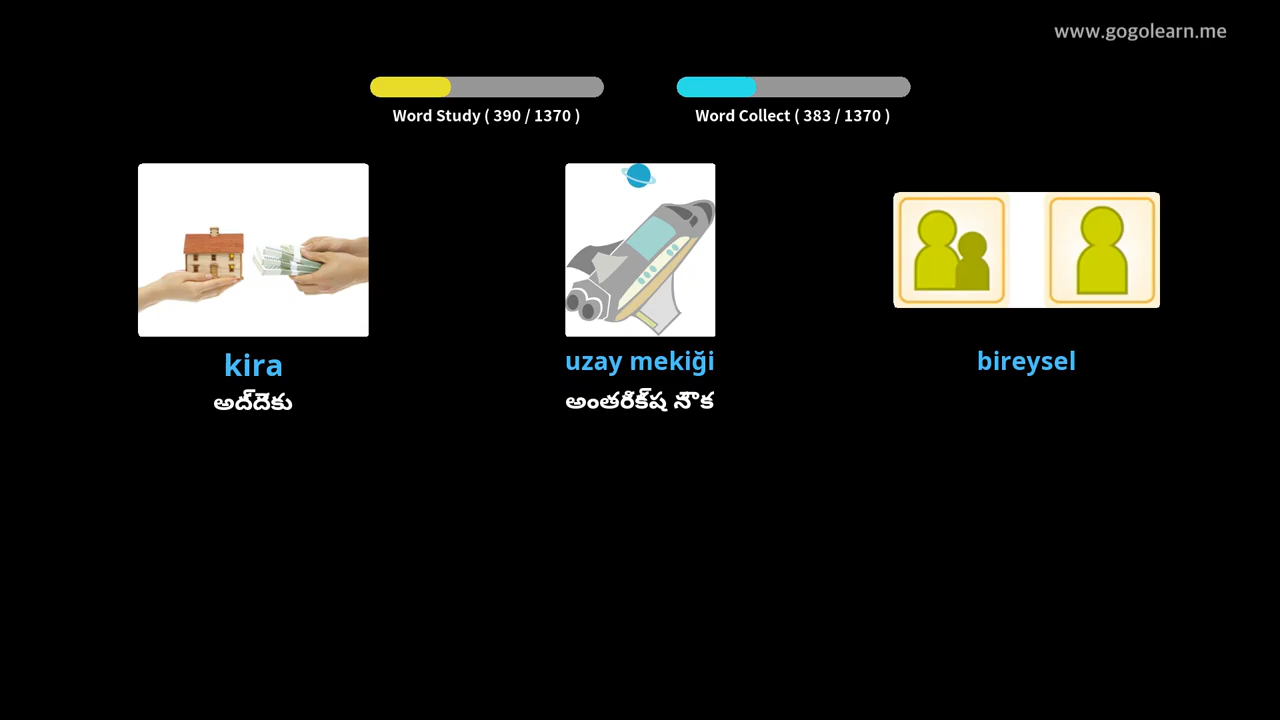 www.gogolearn.me
Word Study ( 390 / 1370 )
Word Collect ( 383 / 1370 )
kira
అద్దెకు
uzay mekiği
అంతరిక్ష నౌక
bireysel